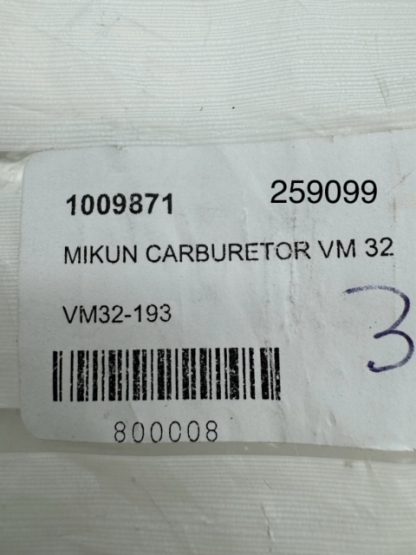 1009871 259099
MIKUN CARBURETOR VM 32
VM32-193
3
800008